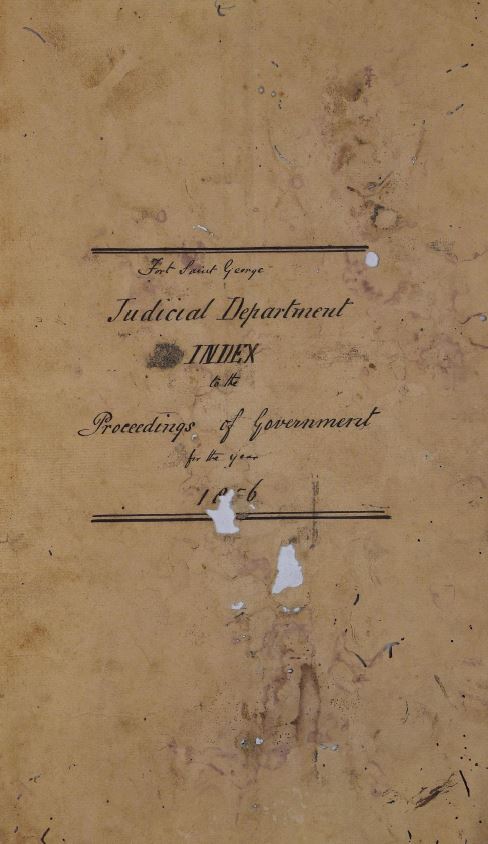 Fort Saint George
Judicial Department
INDEX
to the
Proceedings of Government
for the year